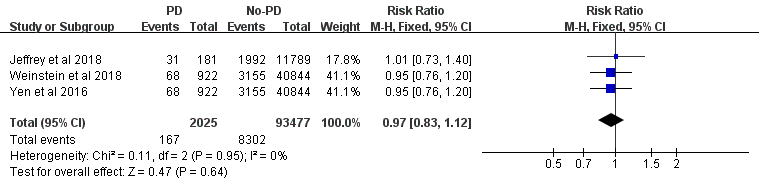 PD No-PD Risk Ratio Risk Ratio
Study or Subgroup Events Total Events Total Weight M-H, Fixed, 95% CI M-H, Fixed, 95% CI
Jeffrey et al 2018 31 181 1992 11789 17.8% 1.01 [0.73, 1.40]
Weinstein et al 2018 68 922 3155 40844 41.1% 0.95 [0.76, 1.20]
Yen et al 2016 68 922 3155 40844 41.1% 0.95 [0.76, 1.20]
Total (95% CI) 2025 93477 100.0% 0.97 [0.83, 1.12]
Total events 167 8302
Heterogeneity: Chi² = 0.11, df = 2 (P = 0.95); I² = 0%
Test for overall effect: Z = 0.47 (P = 0.64)
0.5 0.7 1 1.5 2